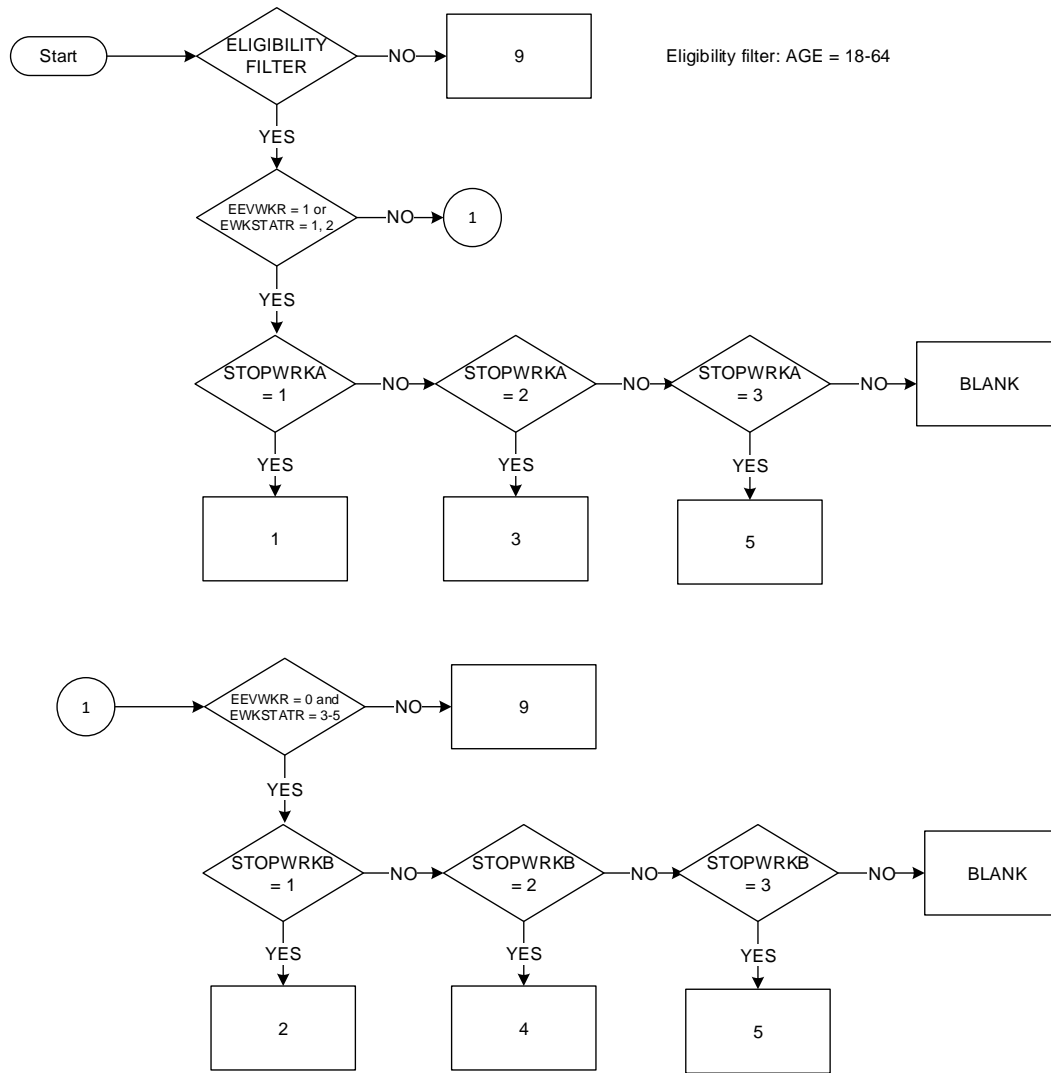 Start
ELIGIBILITY
FILTER
NO
9
Eligibility filter: AGE = 18-64
YES
EEVWKR = 1 or
EWKSTATR = 1, 2
NO
1
YES
STOPWRKA
= 1
NO
STOPWRKA
= 2
NO
STOPWRKA
= 3
NO
BLANK
YES
YES
YES
1
3
5
1
EEVWKR = 0 and
EWKSTATR = 3-5
NO
9
YES
STOPWRKB
= 1
NO
STOPWRKB
= 2
NO
STOPWRKB
= 3
NO
BLANK
YES
YES
YES
2
4
5